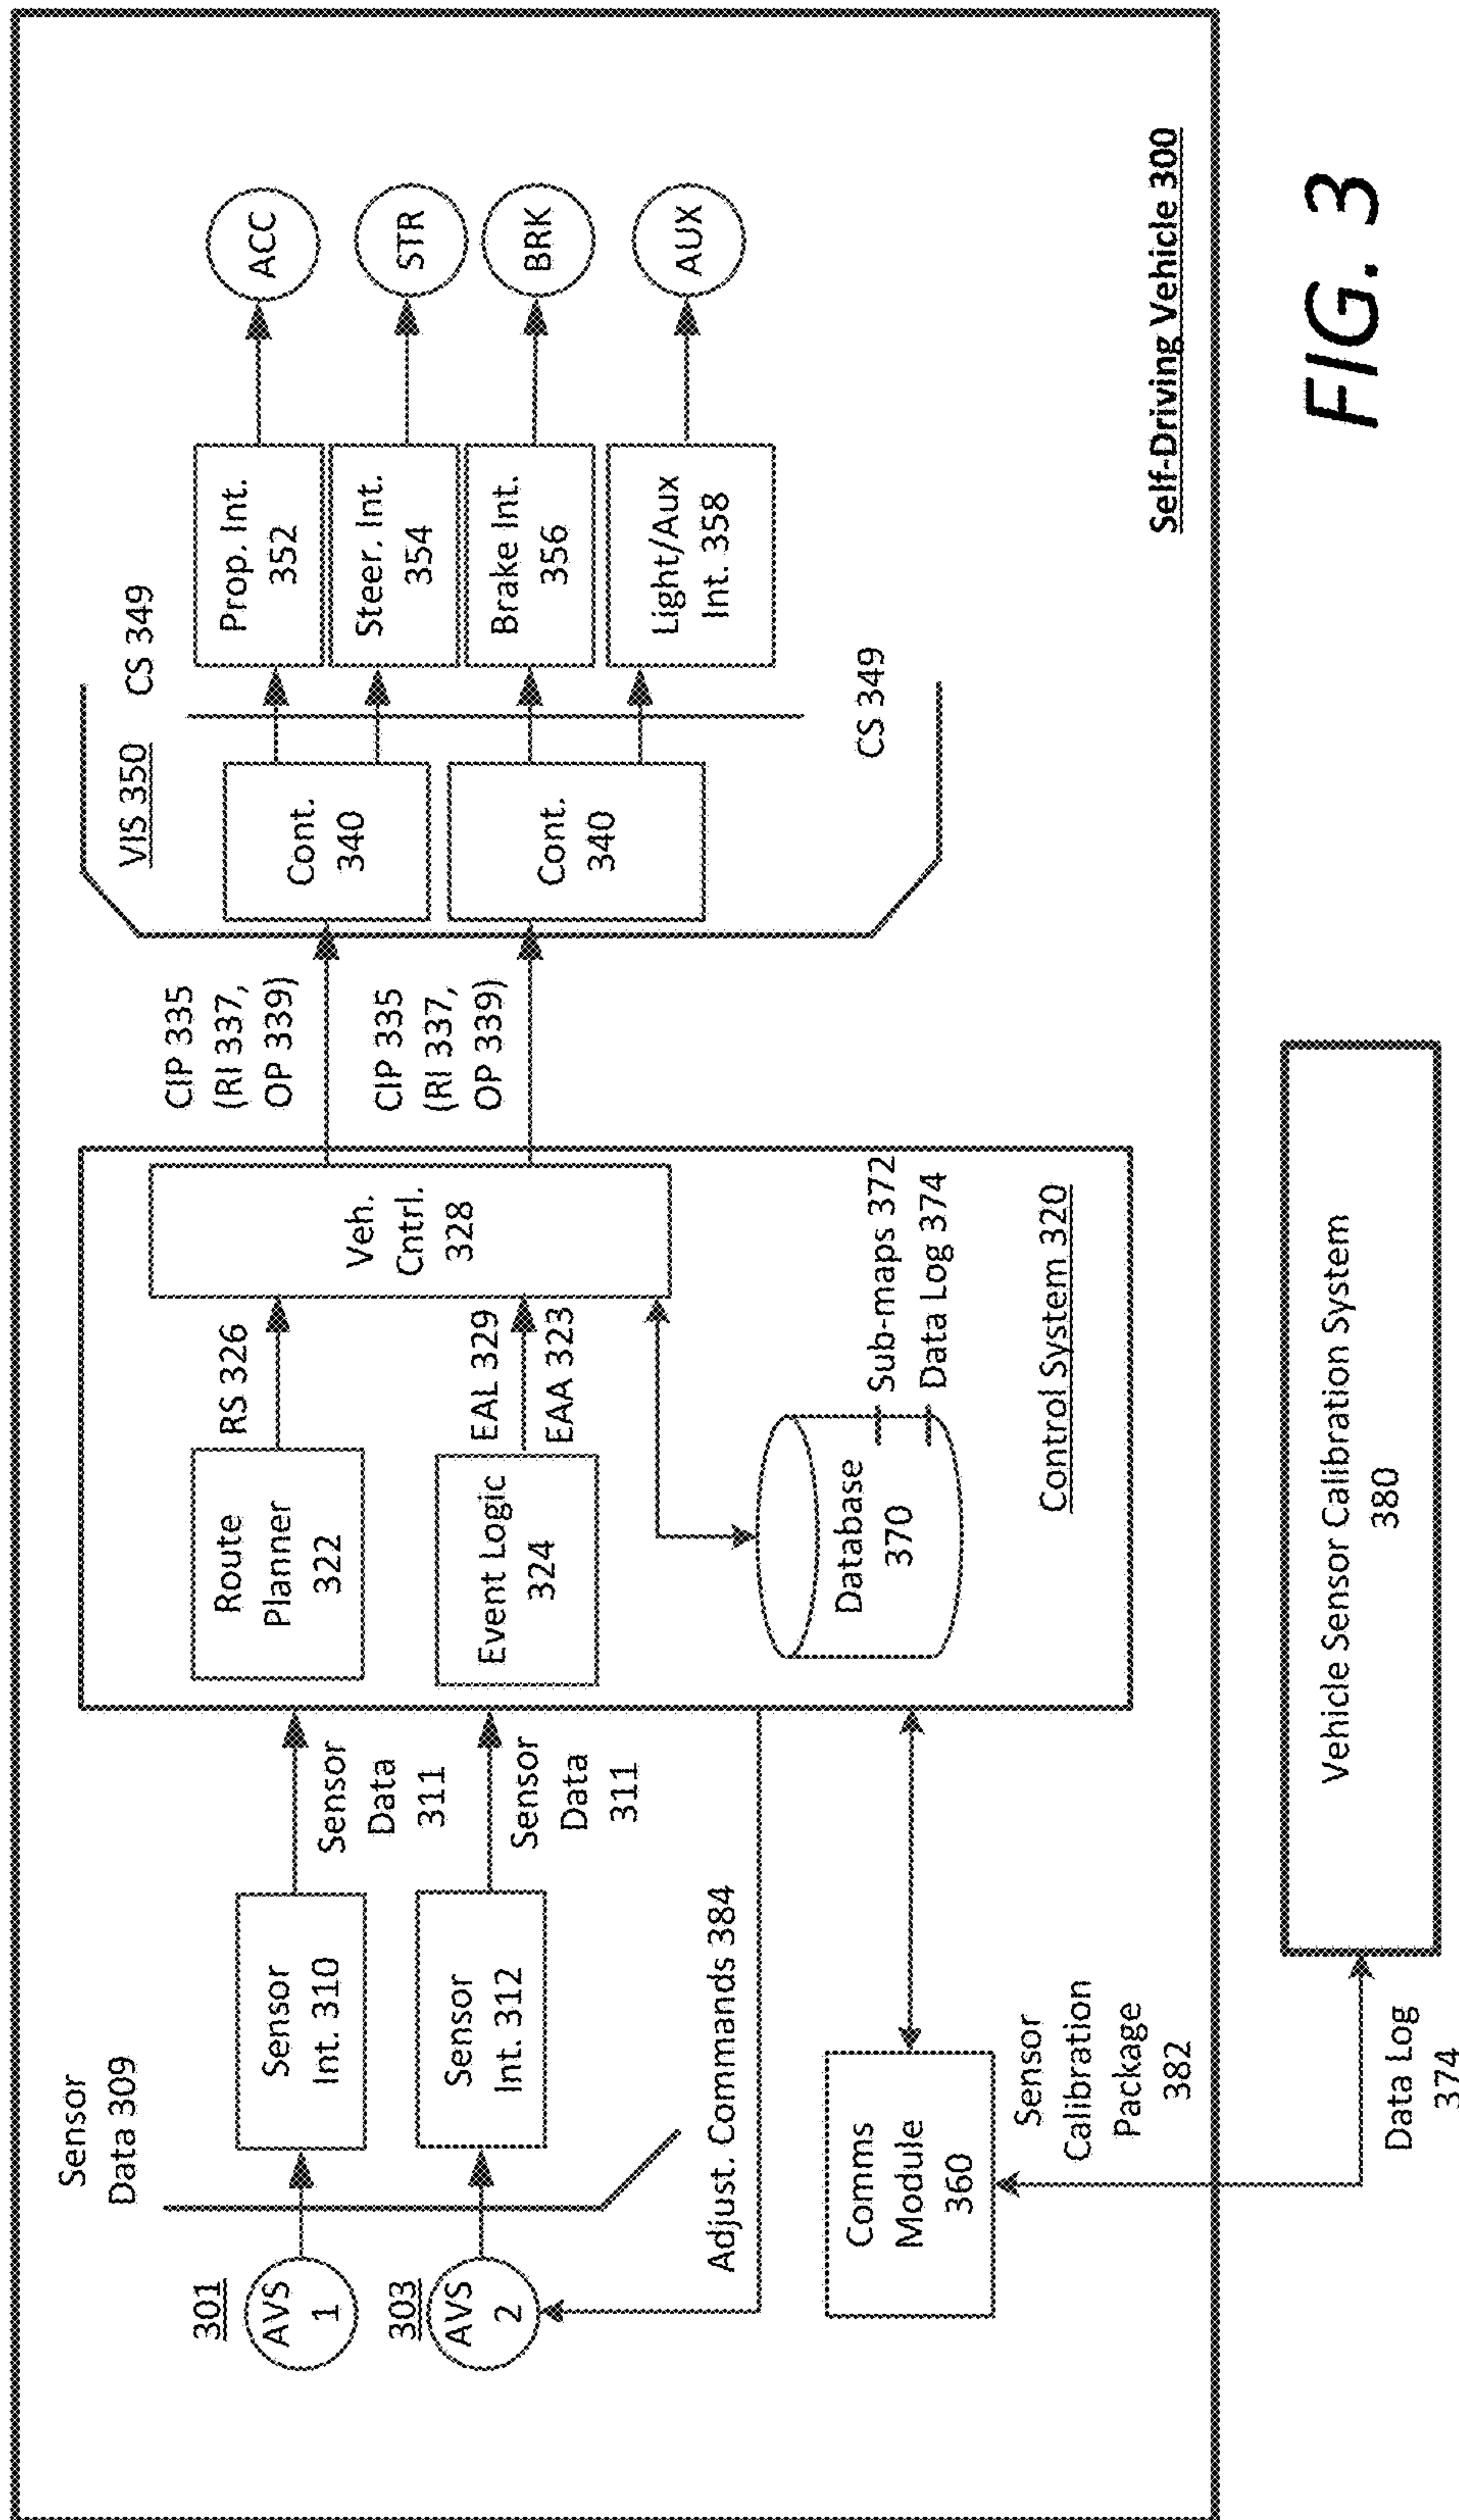 Sensor
Data 309
301
AVS
1
303
AVS
2
Sensor
Int. 310
Sensor
Int. 312
Sensor
Data
311
Sensor
Data
311
Adjust. Commands 384
Comms
Module
360
Sensor
Calibration
Package
382
Route
Planner
322
RS 326
Event Logic
324
EAL 329
EAA 323
Veh.
Cntrl.
328
Database
370
Sub-maps 372
Data Log 374
Control System 320
CIP 335
(RI 337,
OP 339)
CIP 335
(RI 337,
OP 339)
VIS 350
CS 349
Cont.
340
Cont.
340
CS 349
Prop. Int.
352
Steer. Int.
354
Brake Int.
356
Light/Aux
Int. 358
ACC
STR
BRK
AUX
Self-Driving Vehicle 300
Data Log
374
Vehicle Sensor Calibration System
380
FIG. 3